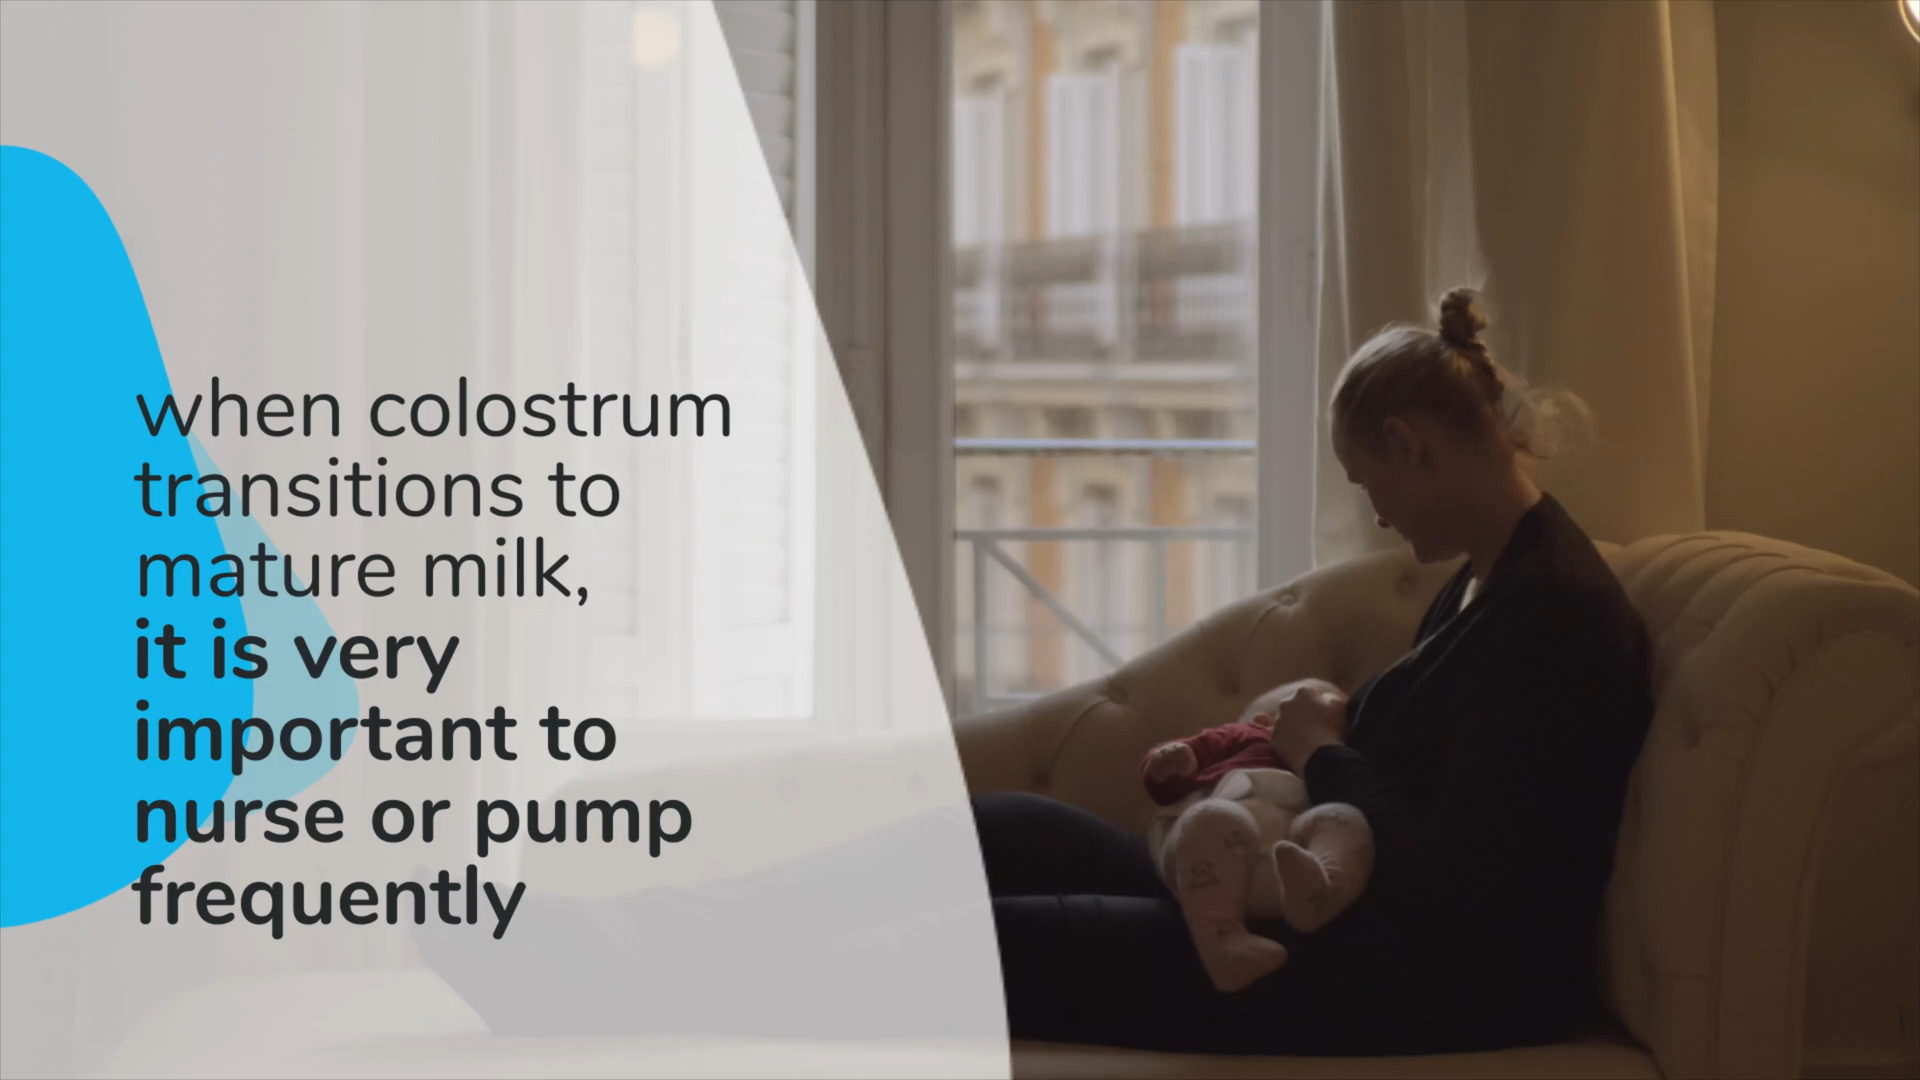 when colostrum
transitions to
mature milk,
it is very
important to
nurse or pump
frequently